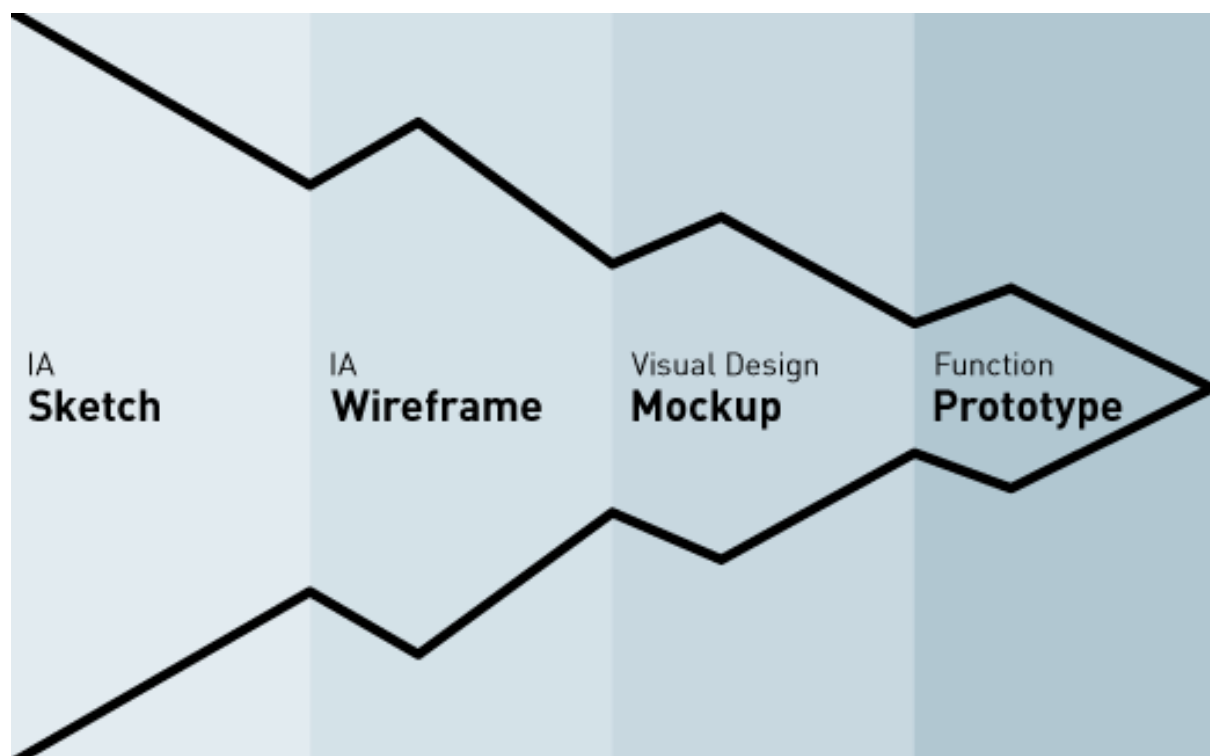 IA
Sketch
IA
Wireframe
Visual Design
Mockup
Function
Prototype